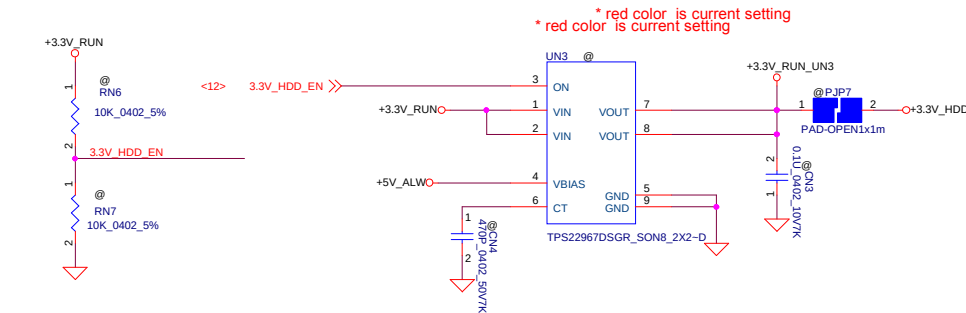 * red color  is current setting
* red color  is current setting
+3.3V_RUN
1
@
RN6
10K_0402_5%
2
3.3V_HDD_EN
1
@
RN7
10K_0402_5%
2
<12>
3.3V_HDD_EN
+3.3V_RUN
+5V_ALW
UN3
@
3
ON
1
VIN
2
VIN
4
VBIAS
6
CT
VOUT
7
VOUT
8
GND
5
GND
9
TPS22967DSGR_SON8_2X2~D
1
2
@CN4
470P_0402_50V7K
+3.3V_RUN_UN3
@PJP7
1
2
PAD-OPEN1x1m
+3.3V_HDD
2
1
@CN3
0.1U_0402_10V7K